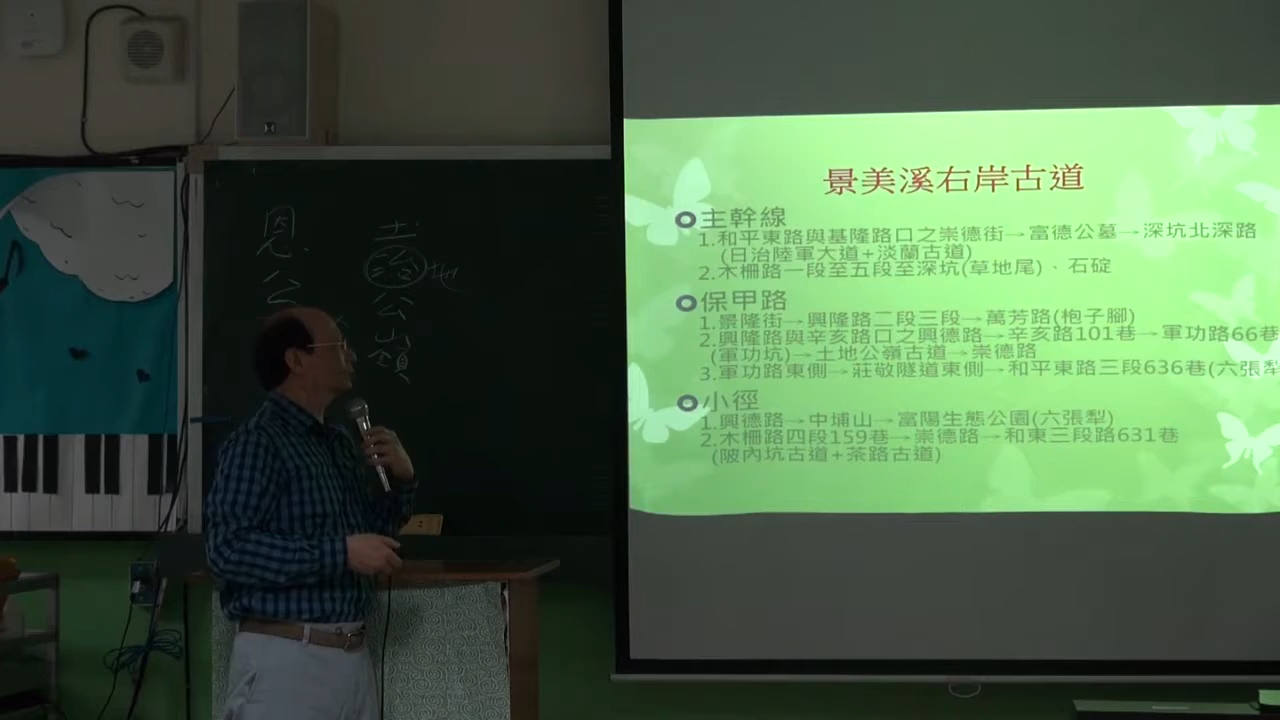 恩公
土治公嶺
地
景美溪右岸古道
主幹線
1.和平東路與基隆路口之崇德街→富德公墓→深坑北深路
(日治陸軍大道+淡蘭古道)
2.木柵路一段至五段至深坑(草地尾)、石碇
保甲路
1.景隆街→興隆路二段三段→萬芳路(枹子腳)
2.興隆路與辛亥路口之興德路→辛亥路101巷→軍功路66巷
(軍功坑)→土地公嶺古道→崇德路
3.軍功路東側→莊敬隧道東側→和平東路三段636巷(六張犁
小徑
1.興德路→中埔山→富陽生態公園(六張犁)
2.木柵路四段159巷→崇德路→和東三段路631巷
(陂內坑古道+茶路古道)